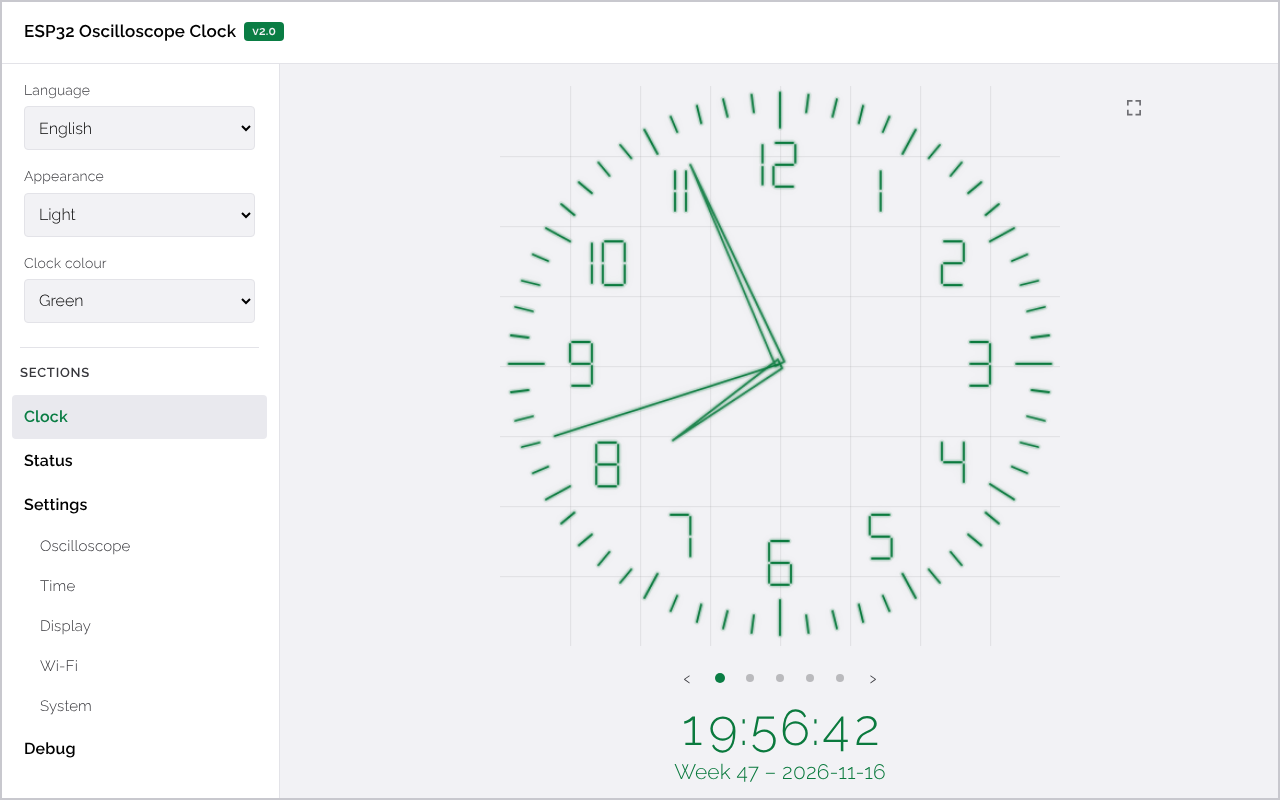 ESP32 Oscilloscope Clock v2.0
Language
English
Appearance
Light
Clock colour
Green
SECTIONS
Clock
Status
Settings
Oscilloscope
Time
Display
Wi-Fi
System
Debug
12
11
1
10
2
9
3
8
4
7
5
6
< >
19:56:42
Week 47 – 2026-11-16